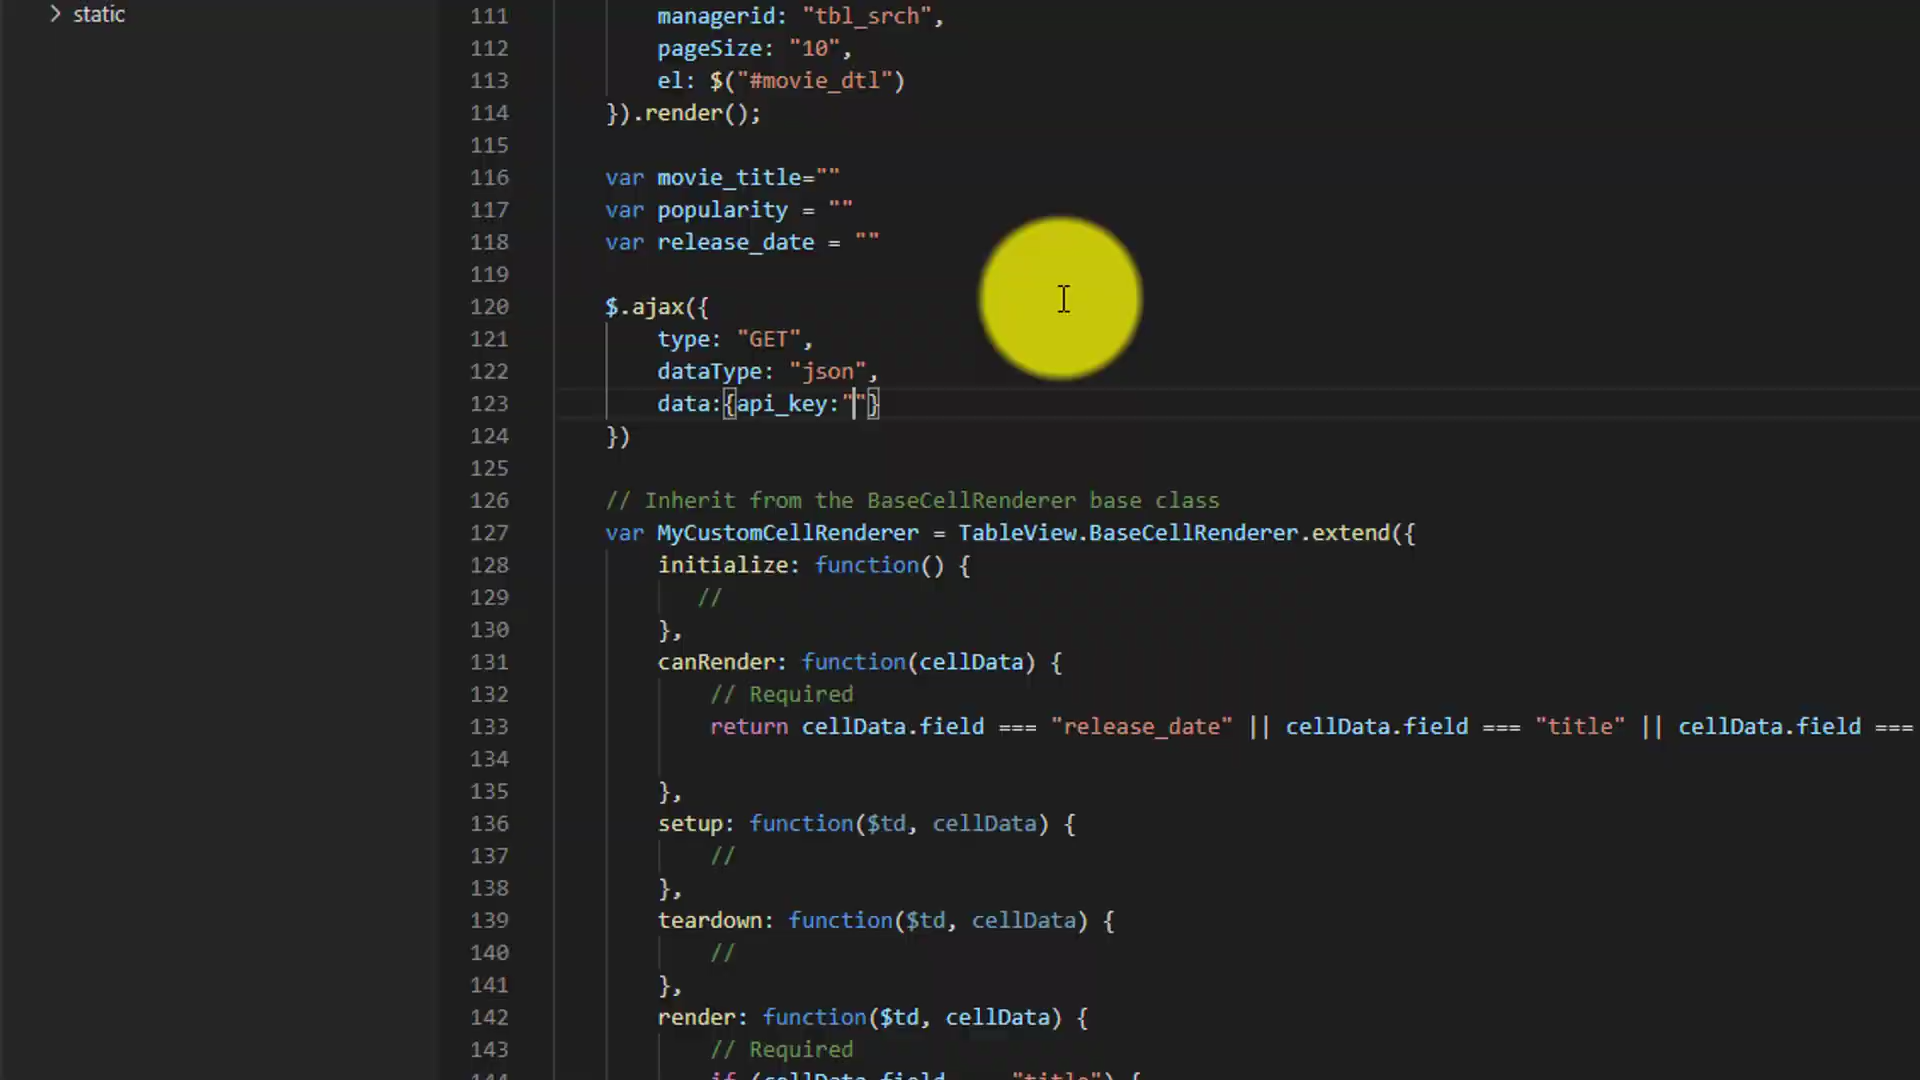 static
111 managerid: "tbl_srch",
112 pageSize: "10",
113 el: $("#movie_dtl")
114 }).render();
115
116 var movie_title=""
117 var popularity = ""
118 var release_date = ""
119
120 $.ajax({
121 type: "GET",
122 dataType: "json",
123 data:{api_key:""}
124 })
125
126 // Inherit from the BaseCellRenderer base class
127 var MyCustomCellRenderer = TableView.BaseCellRenderer.extend({
128 initialize: function() {
129 //
130 },
131 canRender: function(cellData) {
132 // Required
133 return cellData.field === "release_date" || cellData.field === "title" || cellData.field ===
134
135 },
136 setup: function($td, cellData) {
137 //
138 },
139 teardown: function($td, cellData) {
140 //
141 },
142 render: function($td, cellData) {
143 // Required